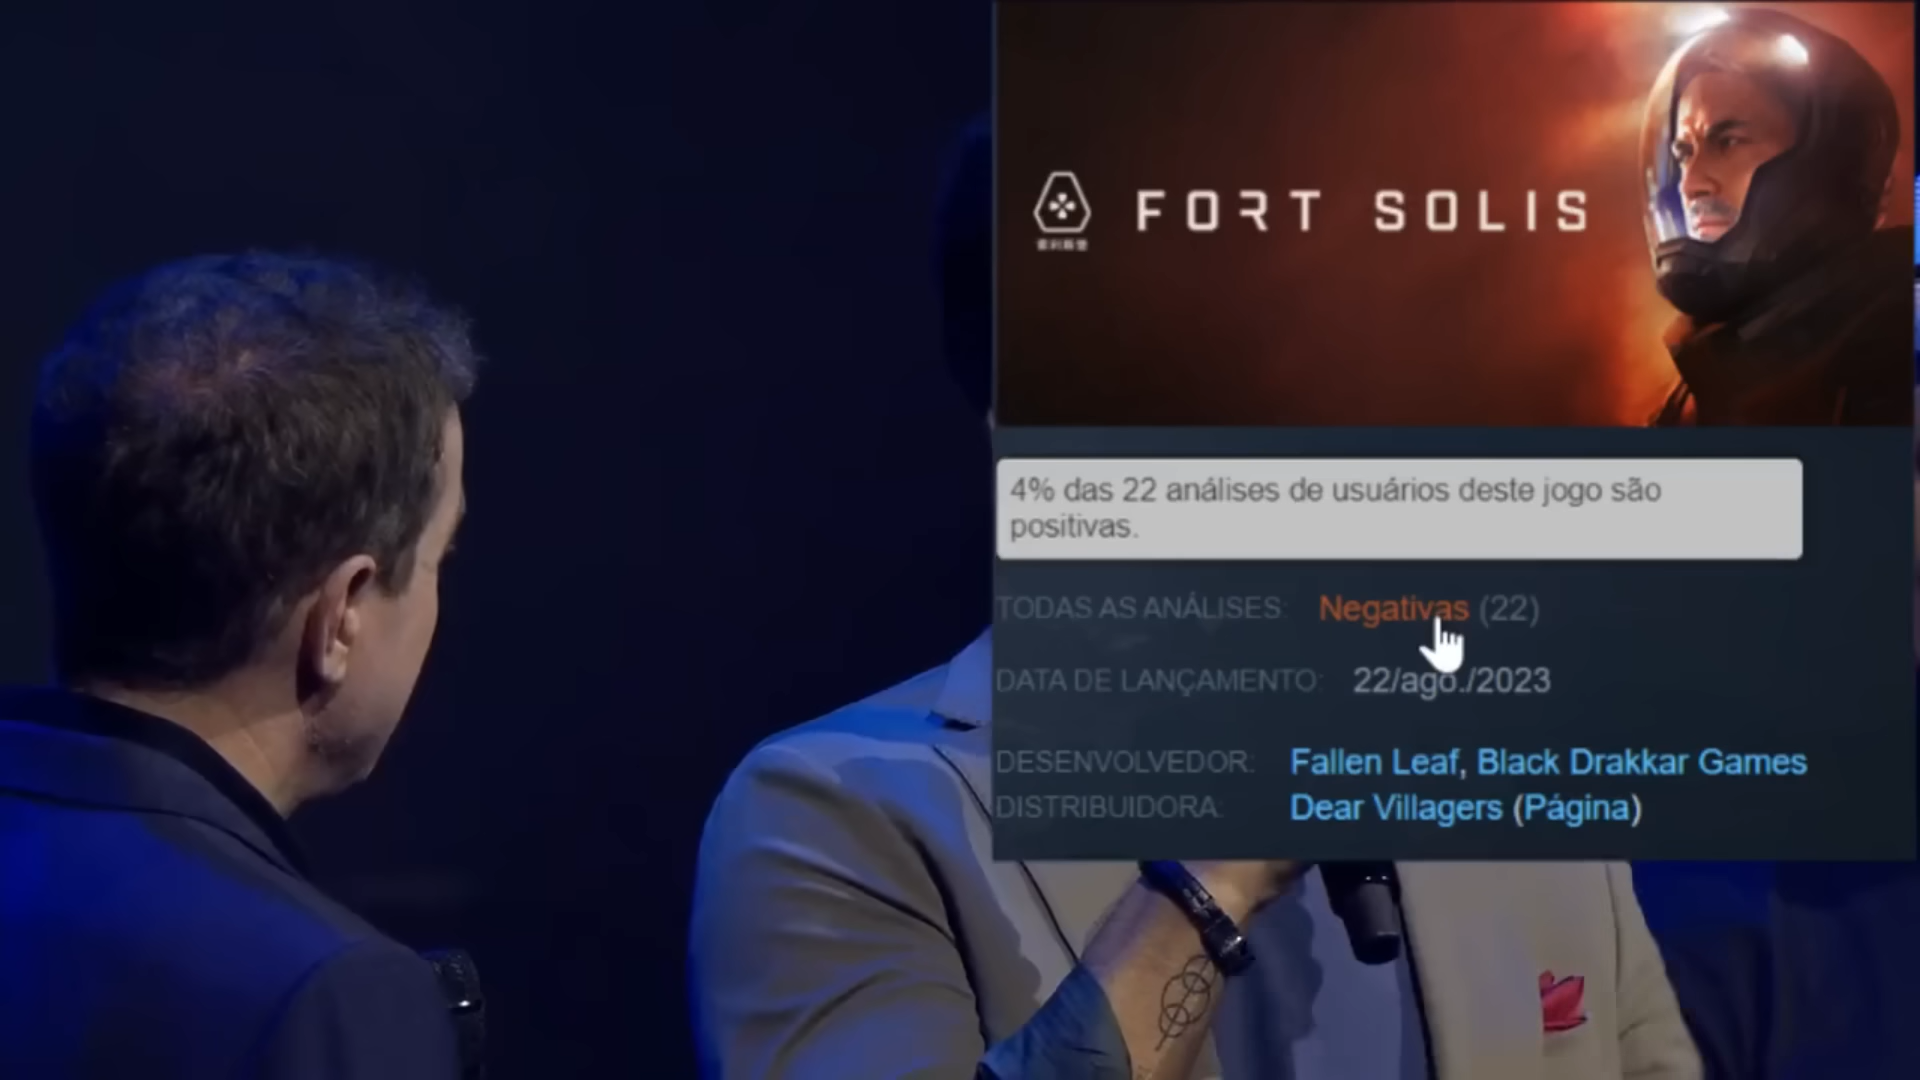 FORT SOLIS
4% das 22 análises de usuários deste jogo são
positivas.
TODAS AS ANÁLISES: Negativas (22)
DATA DE LANÇAMENTO: 22/ago./2023
DESENVOLVEDOR: Fallen Leaf, Black Drakkar Games
DISTRIBUIDORA: Dear Villagers (Página)